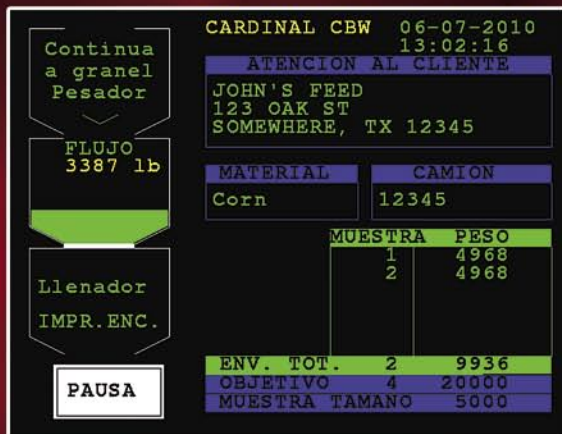 CARDINAL CBW 06-07-2010
13:02:16
Continua
a granel
Pesador
FLUJO
3387 lb
Llenador
IMPR.ENC.
PAUSA
ATENCION AL CLIENTE
JOHN'S FEED
123 OAK ST
SOMEWHERE, TX 12345
MATERIAL CAMION
Corn 12345
MUESTRA PESO
1 4968
2 4968
ENV. TOT. 2 9936
OBJETIVO 4 20000
MUESTRA TAMANO 5000